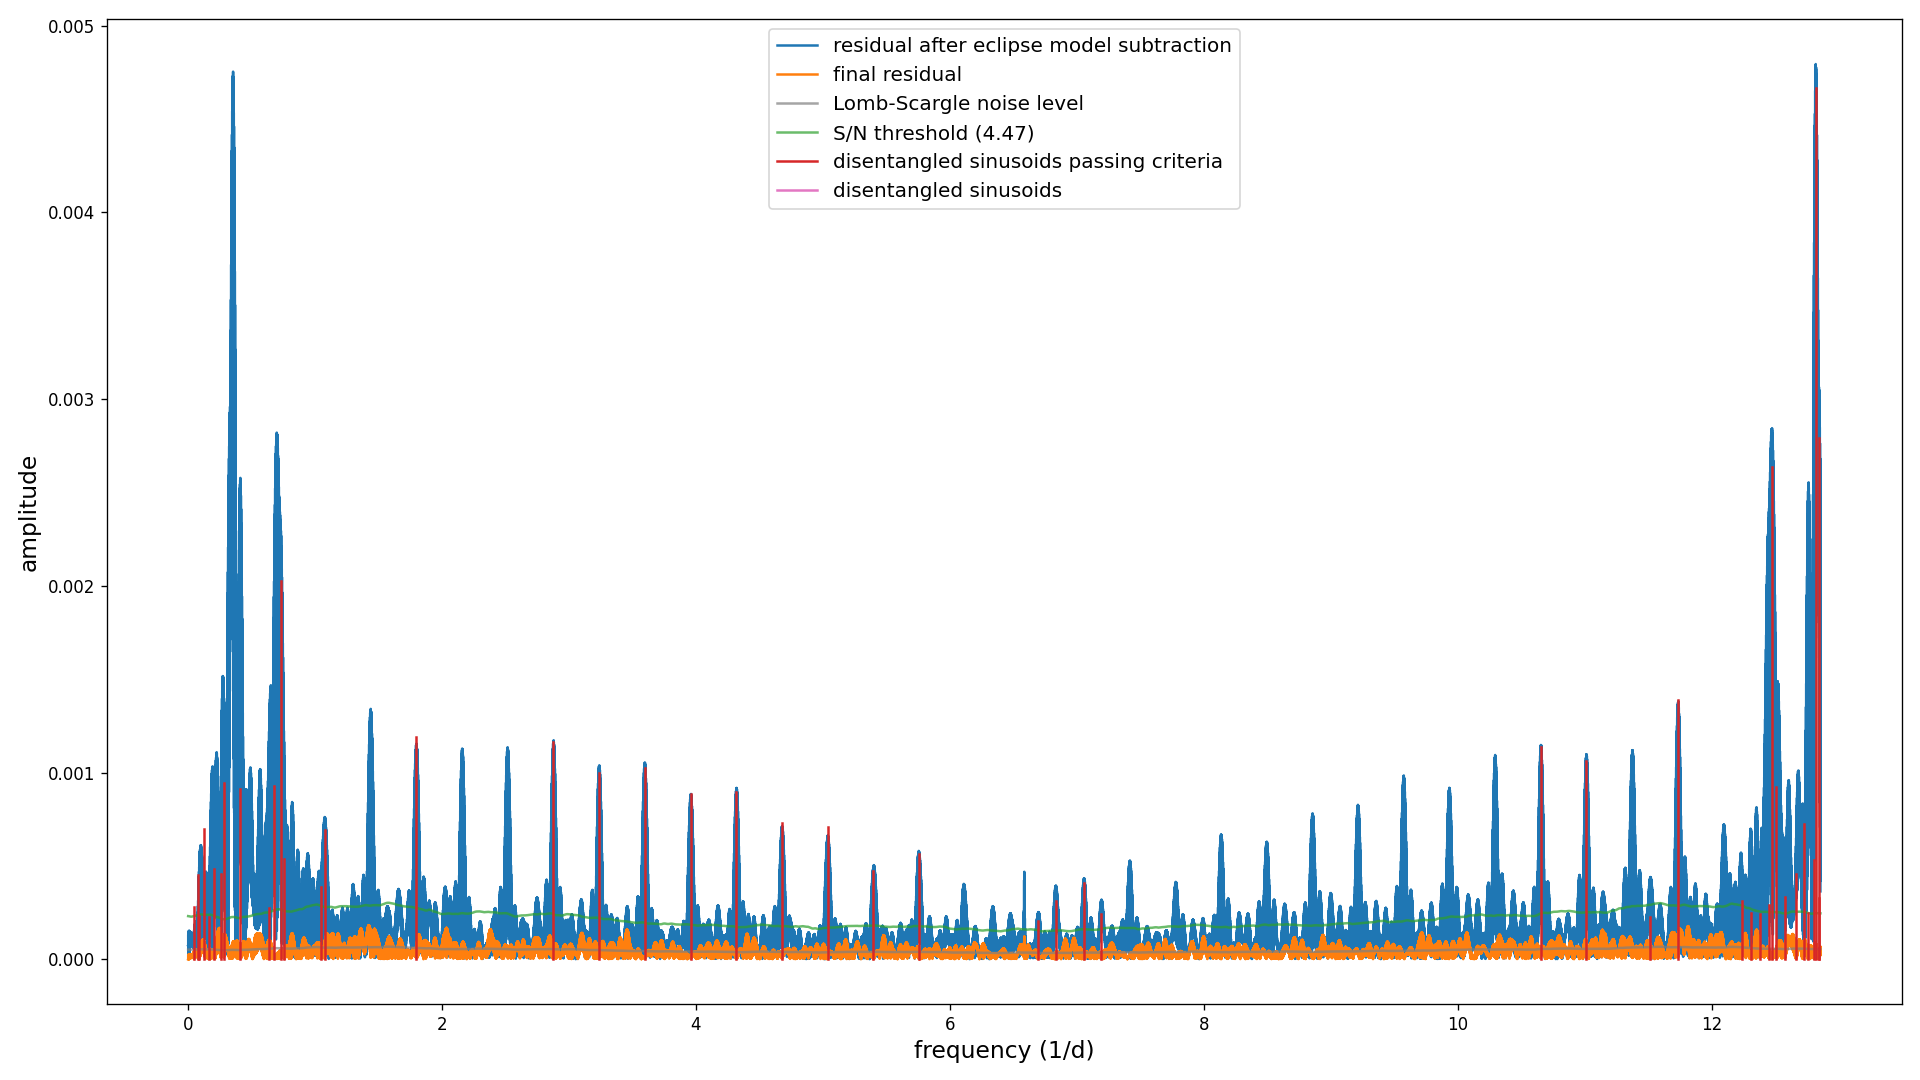 residual after eclipse model subtraction
final residual
Lomb-Scargle noise level
S/N threshold (4.47)
disentangled sinusoids passing criteria
disentangled sinusoids
amplitude
0.005
0.004
0.003
0.002
0.001
0.000
0 2 4 6 8 10 12
frequency (1/d)